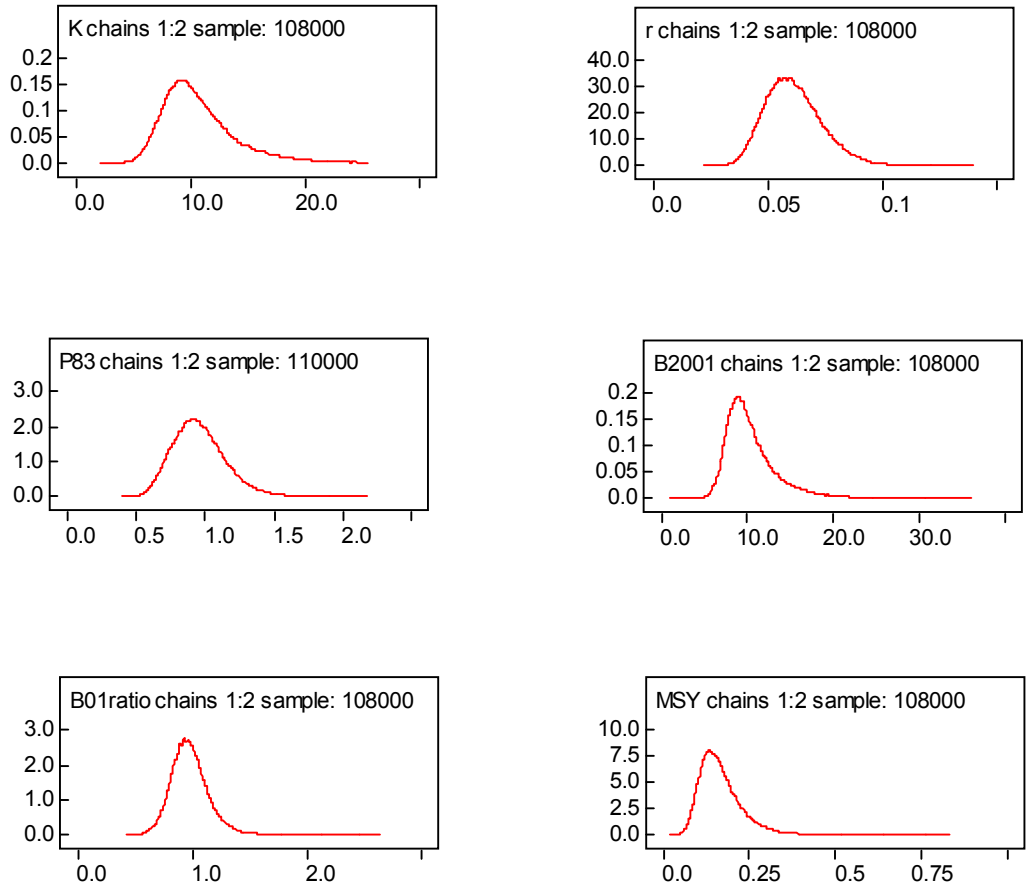 K chains 1:2 sample: 108000
0.2
0.15
0.1
0.05
0.0
0.0 10.0 20.0
r chains 1:2 sample: 108000
40.0
30.0
20.0
10.0
0.0
0.0 0.05 0.1
P83 chains 1:2 sample: 110000
3.0
2.0
1.0
0.0
0.0 0.5 1.0 1.5 2.0
B2001 chains 1:2 sample: 108000
0.2
0.15
0.1
0.05
0.0
0.0 10.0 20.0 30.0
B01ratio chains 1:2 sample: 108000
3.0
2.0
1.0
0.0
0.0 1.0 2.0
MSY chains 1:2 sample: 108000
10.0
7.5
5.0
2.5
0.0
0.0 0.25 0.5 0.75